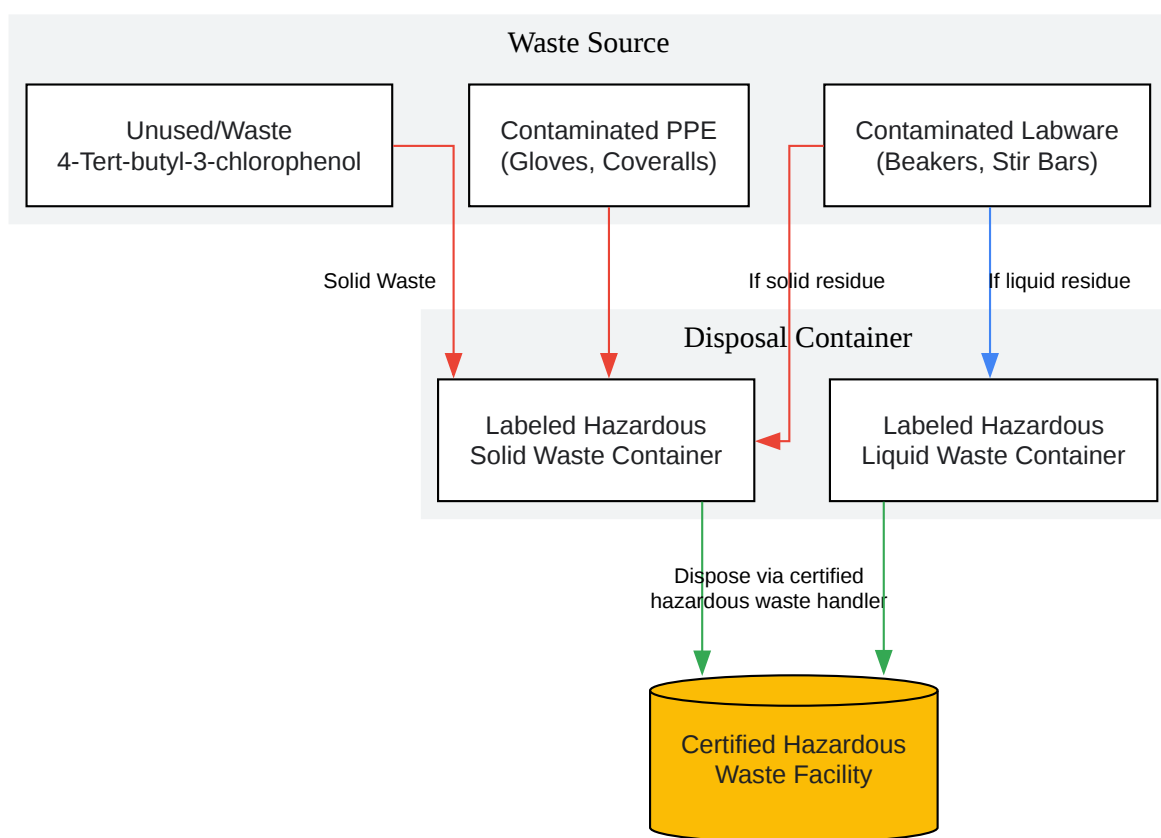 Waste Source
Unused/Waste
4-Tert-butyl-3-chlorophenol
Contaminated PPE
(Gloves, Coveralls)
Contaminated Labware
(Beakers, Stir Bars)
Solid Waste
If solid residue
If liquid residue
Disposal Container
Labeled Hazardous
Solid Waste Container
Labeled Hazardous
Liquid Waste Container
Dispose via certified
hazardous waste handler
Certified Hazardous
Waste Facility